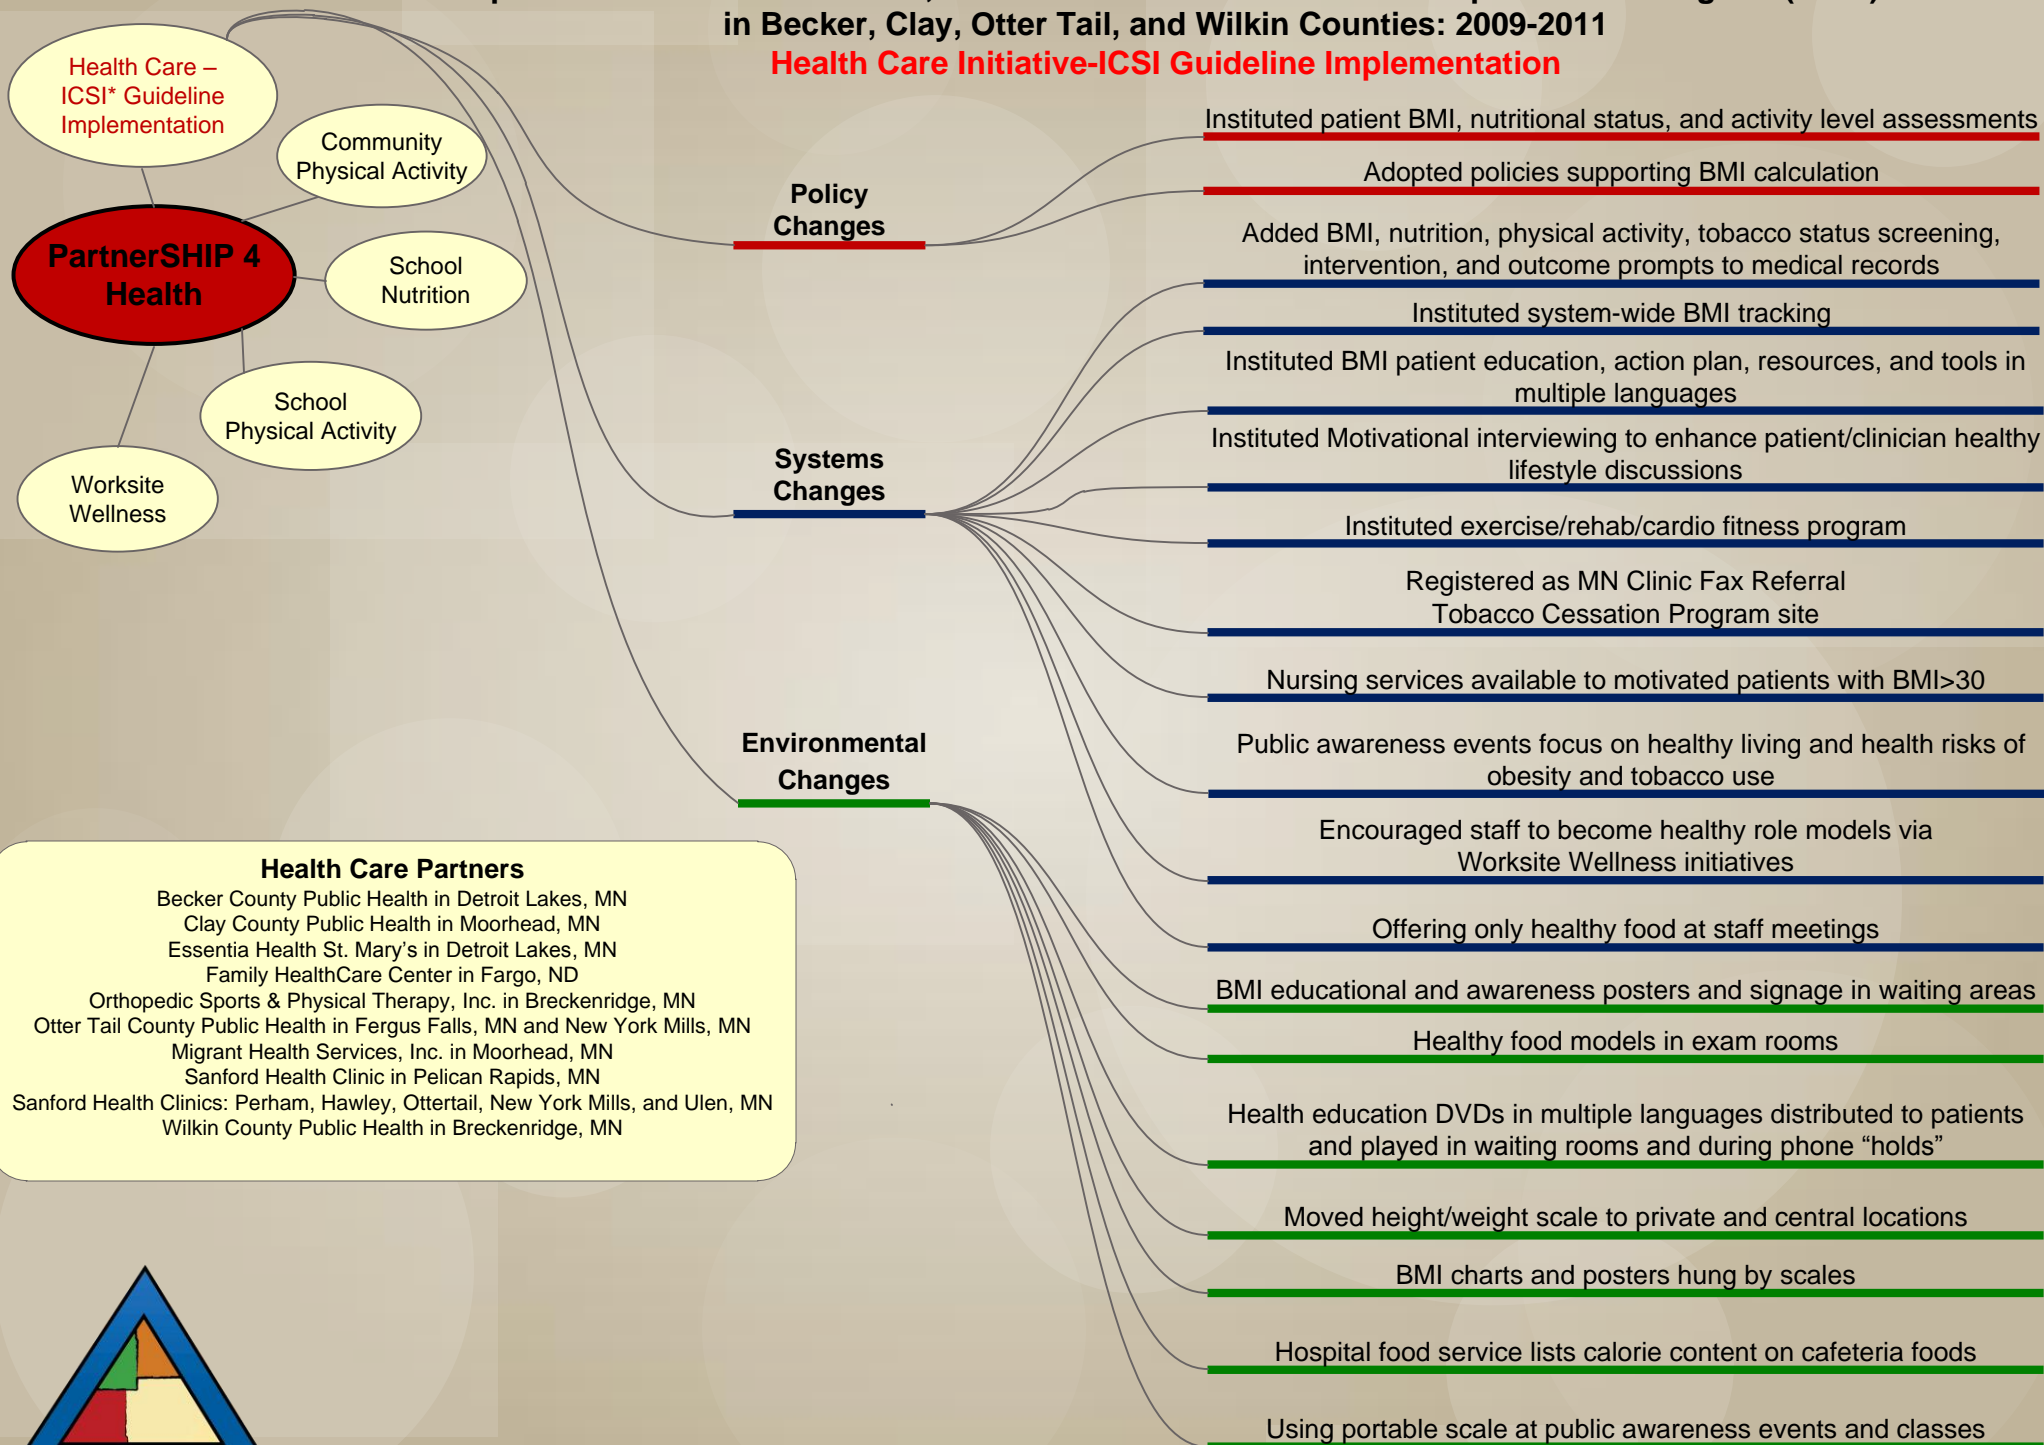 in Becker, Clay, Otter Tail, and Wilkin Counties: 2009-2011
Health Care Initiative-ICSI Guideline Implementation
Health Care –
ICSI* Guideline
Implementation
Community
Physical Activity
PartnerSHIP 4
Health
School
Nutrition
School
Physical Activity
Worksite
Wellness
Policy
Changes
Instituted patient BMI, nutritional status, and activity level assessments
Adopted policies supporting BMI calculation
Systems
Changes
Added BMI, nutrition, physical activity, tobacco status screening,
intervention, and outcome prompts to medical records
Instituted system-wide BMI tracking
Instituted BMI patient education, action plan, resources, and tools in
multiple languages
Instituted Motivational interviewing to enhance patient/clinician healthy
lifestyle discussions
Instituted exercise/rehab/cardio fitness program
Registered as MN Clinic Fax Referral
Tobacco Cessation Program site
Nursing services available to motivated patients with BMI>30
Public awareness events focus on healthy living and health risks of
obesity and tobacco use
Encouraged staff to become healthy role models via
Worksite Wellness initiatives
Offering only healthy food at staff meetings
Environmental
Changes
BMI educational and awareness posters and signage in waiting areas
Healthy food models in exam rooms
Health education DVDs in multiple languages distributed to patients
and played in waiting rooms and during phone “holds”
Moved height/weight scale to private and central locations
BMI charts and posters hung by scales
Hospital food service lists calorie content on cafeteria foods
Using portable scale at public awareness events and classes
Health Care Partners
Becker County Public Health in Detroit Lakes, MN
Clay County Public Health in Moorhead, MN
Essentia Health St. Mary’s in Detroit Lakes, MN
Family HealthCare Center in Fargo, ND
Orthopedic Sports & Physical Therapy, Inc. in Breckenridge, MN
Otter Tail County Public Health in Fergus Falls, MN and New York Mills, MN
Migrant Health Services, Inc. in Moorhead, MN
Sanford Health Clinic in Pelican Rapids, MN
Sanford Health Clinics: Perham, Hawley, Ottertail, New York Mills, and Ulen, MN
Wilkin County Public Health in Breckenridge, MN